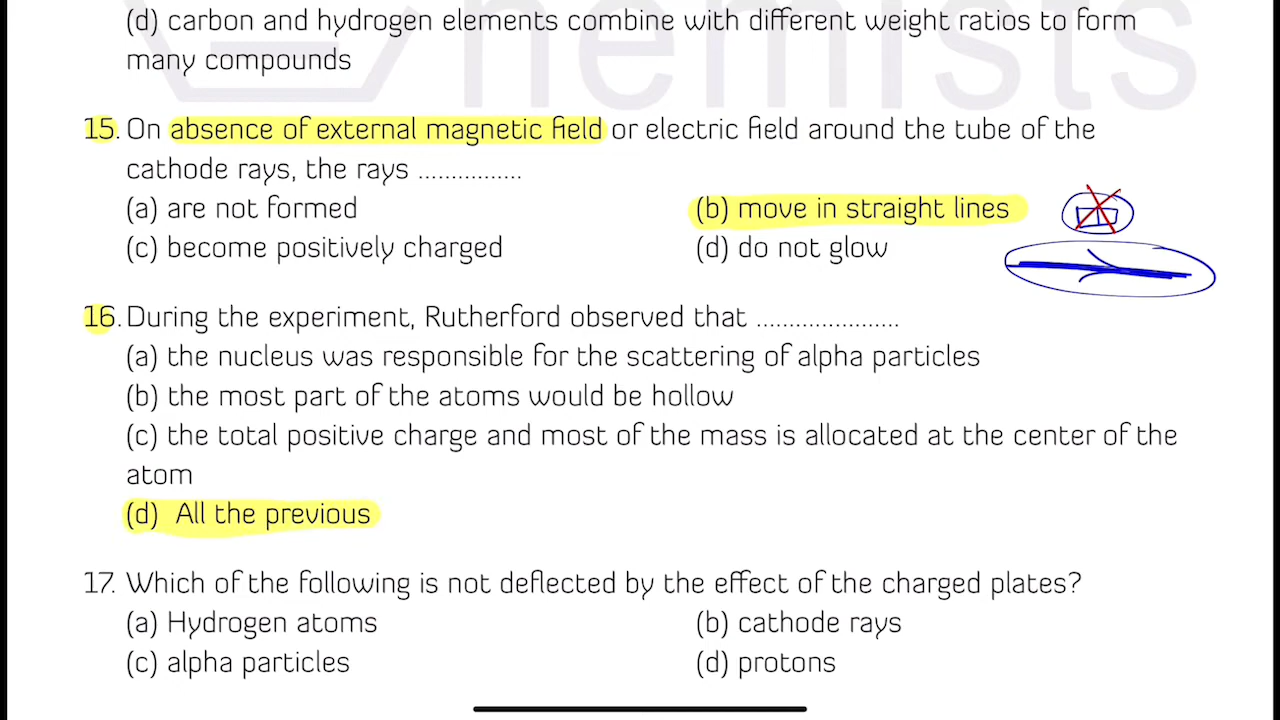 (d) carbon and hydrogen elements combine with different weight ratios to form
many compounds
15. On absence of external magnetic field or electric field around the tube of the
cathode rays, the rays ................
(a) are not formed
(b) move in straight lines
(c) become positively charged
(d) do not glow
16. During the experiment, Rutherford observed that ......................
(a) the nucleus was responsible for the scattering of alpha particles
(b) the most part of the atoms would be hollow
(c) the total positive charge and most of the mass is allocated at the center of the
atom
(d) All the previous
17. Which of the following is not deflected by the effect of the charged plates?
(a) Hydrogen atoms
(b) cathode rays
(c) alpha particles
(d) protons
hemists